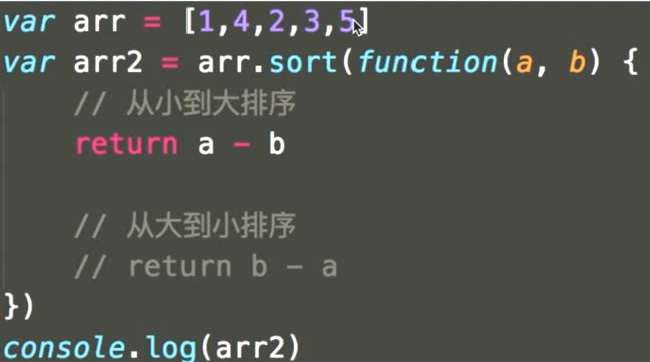 var arr = [1,4,2,3,5]
var arr2 = arr.sort(function(a, b) {
// 从小到大排序
return a - b
// 从大到小排序
// return b - a
})
console.log(arr2)